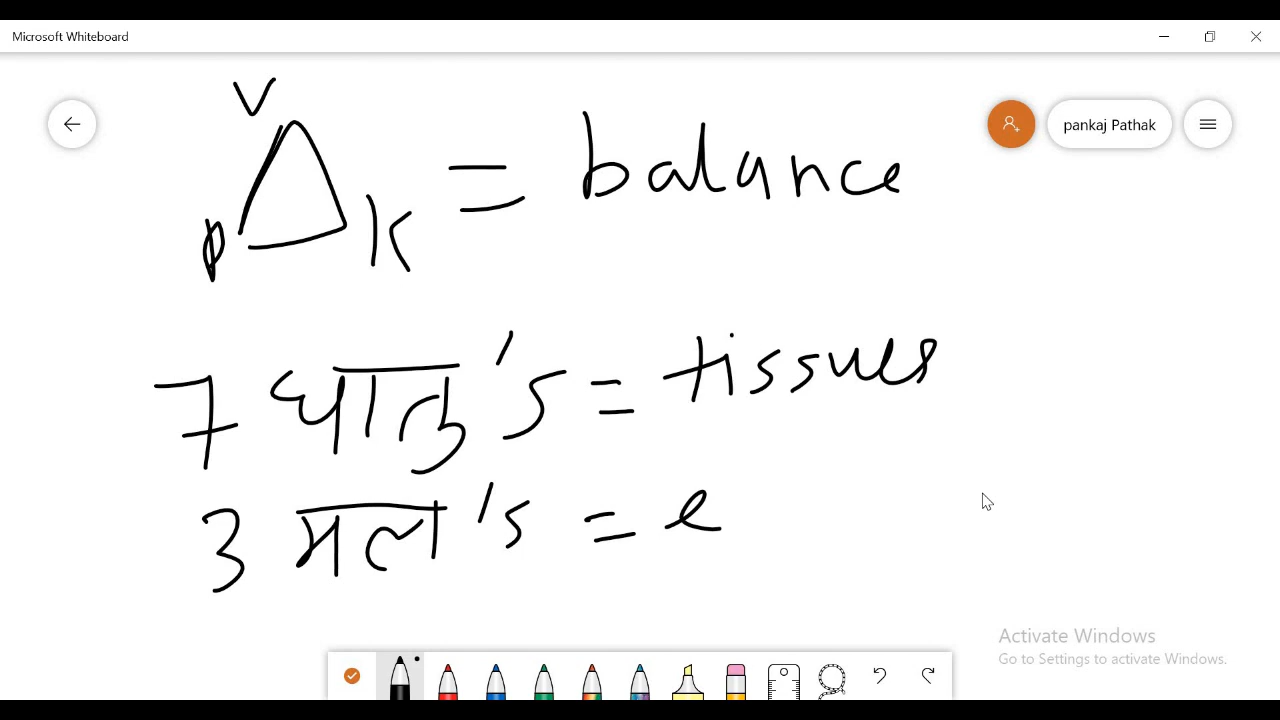 Microsoft Whiteboard
pankaj Pathak
V
P K = balance
7 धातु's = tissues
3 मल's = e
Activate Windows
Go to Settings to activate Windows.